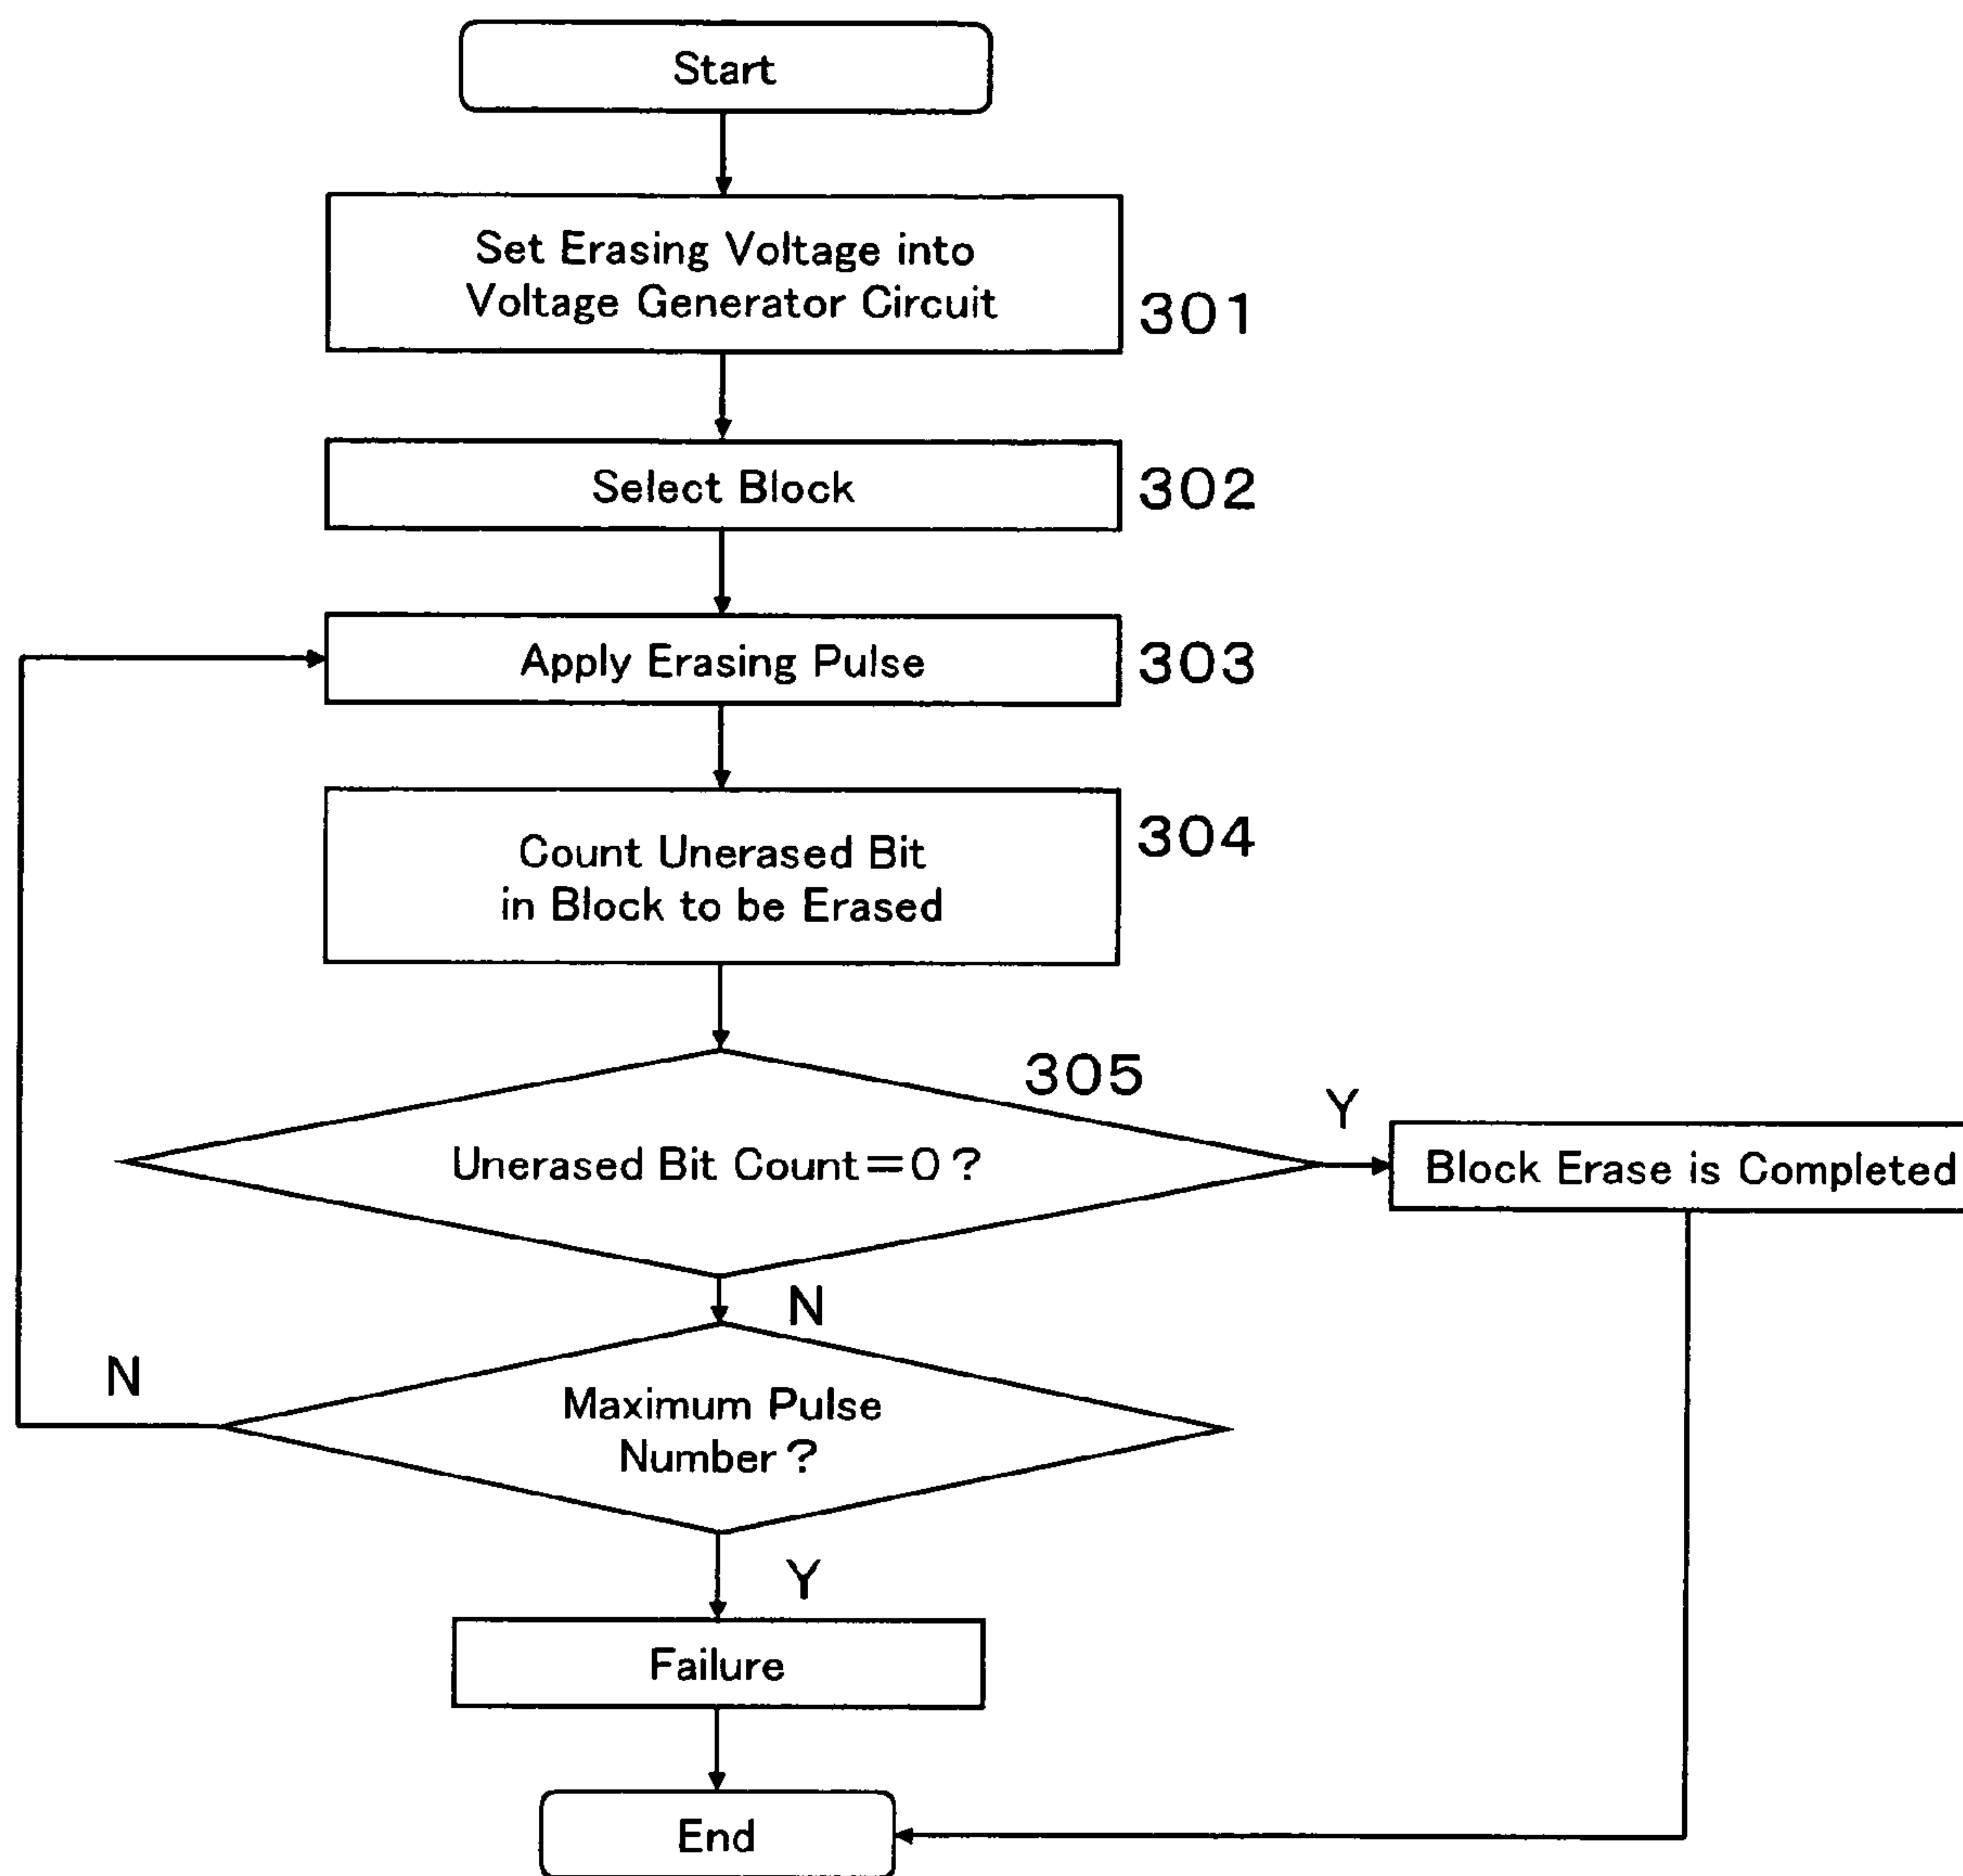 Start
Set Erasing Voltage into
Voltage Generator Circuit
301
Select Block
302
Apply Erasing Pulse
303
304
Count Unerased Bit
in Block to be Erased
305
Y
Unerased Bit Count=0?
Block Erase is Completed
N
N
Maximum Pulse
Number?
Y
Failure
End